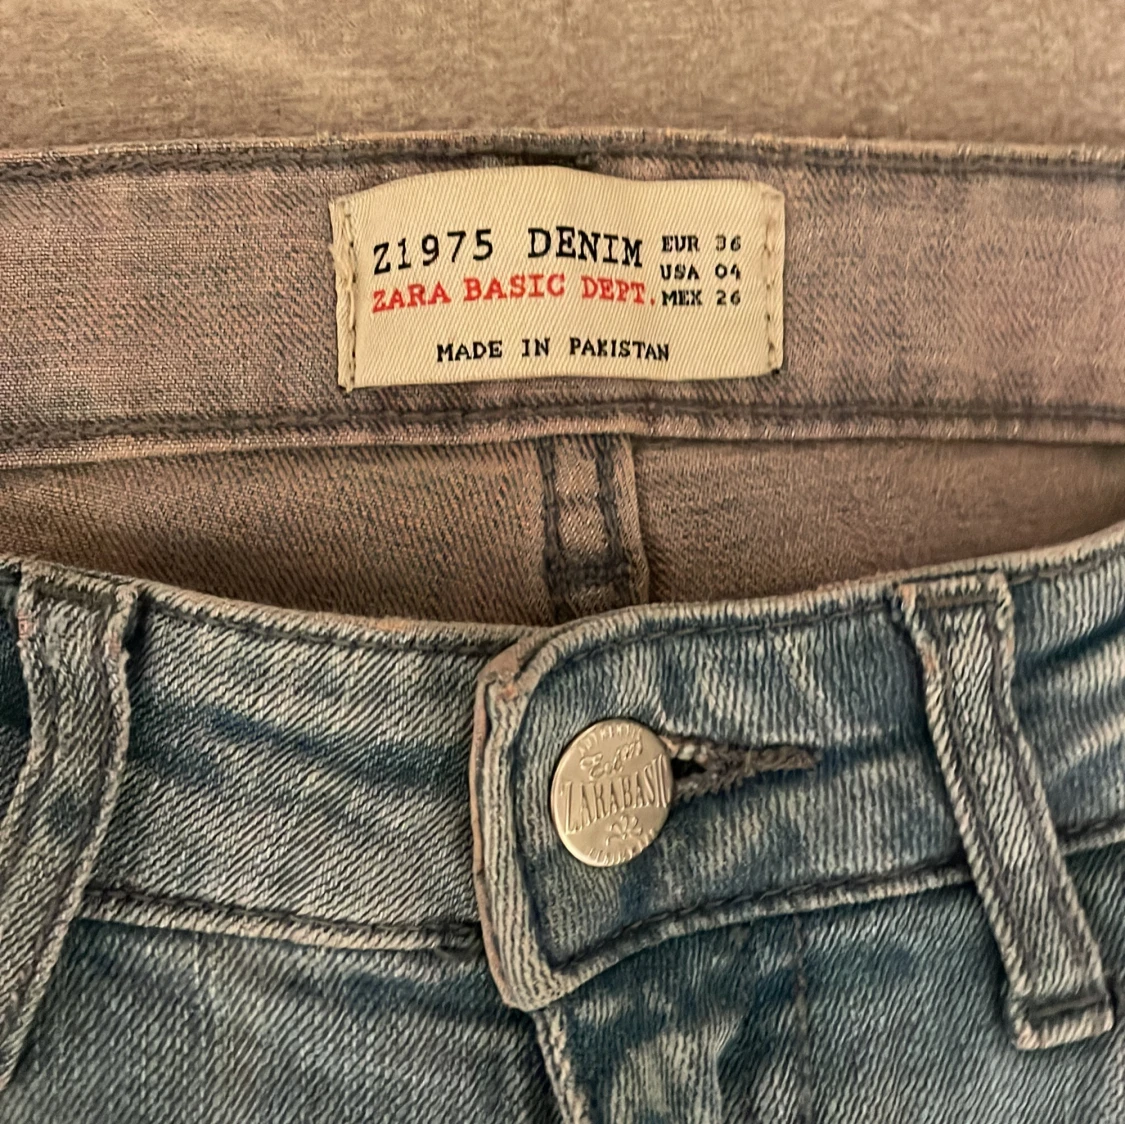 Z1975 DENIM
ZARA BASIC DEPT.
EUR 36
USA 04
MEX 26
MADE IN PAKISTAN
ZARABASIC